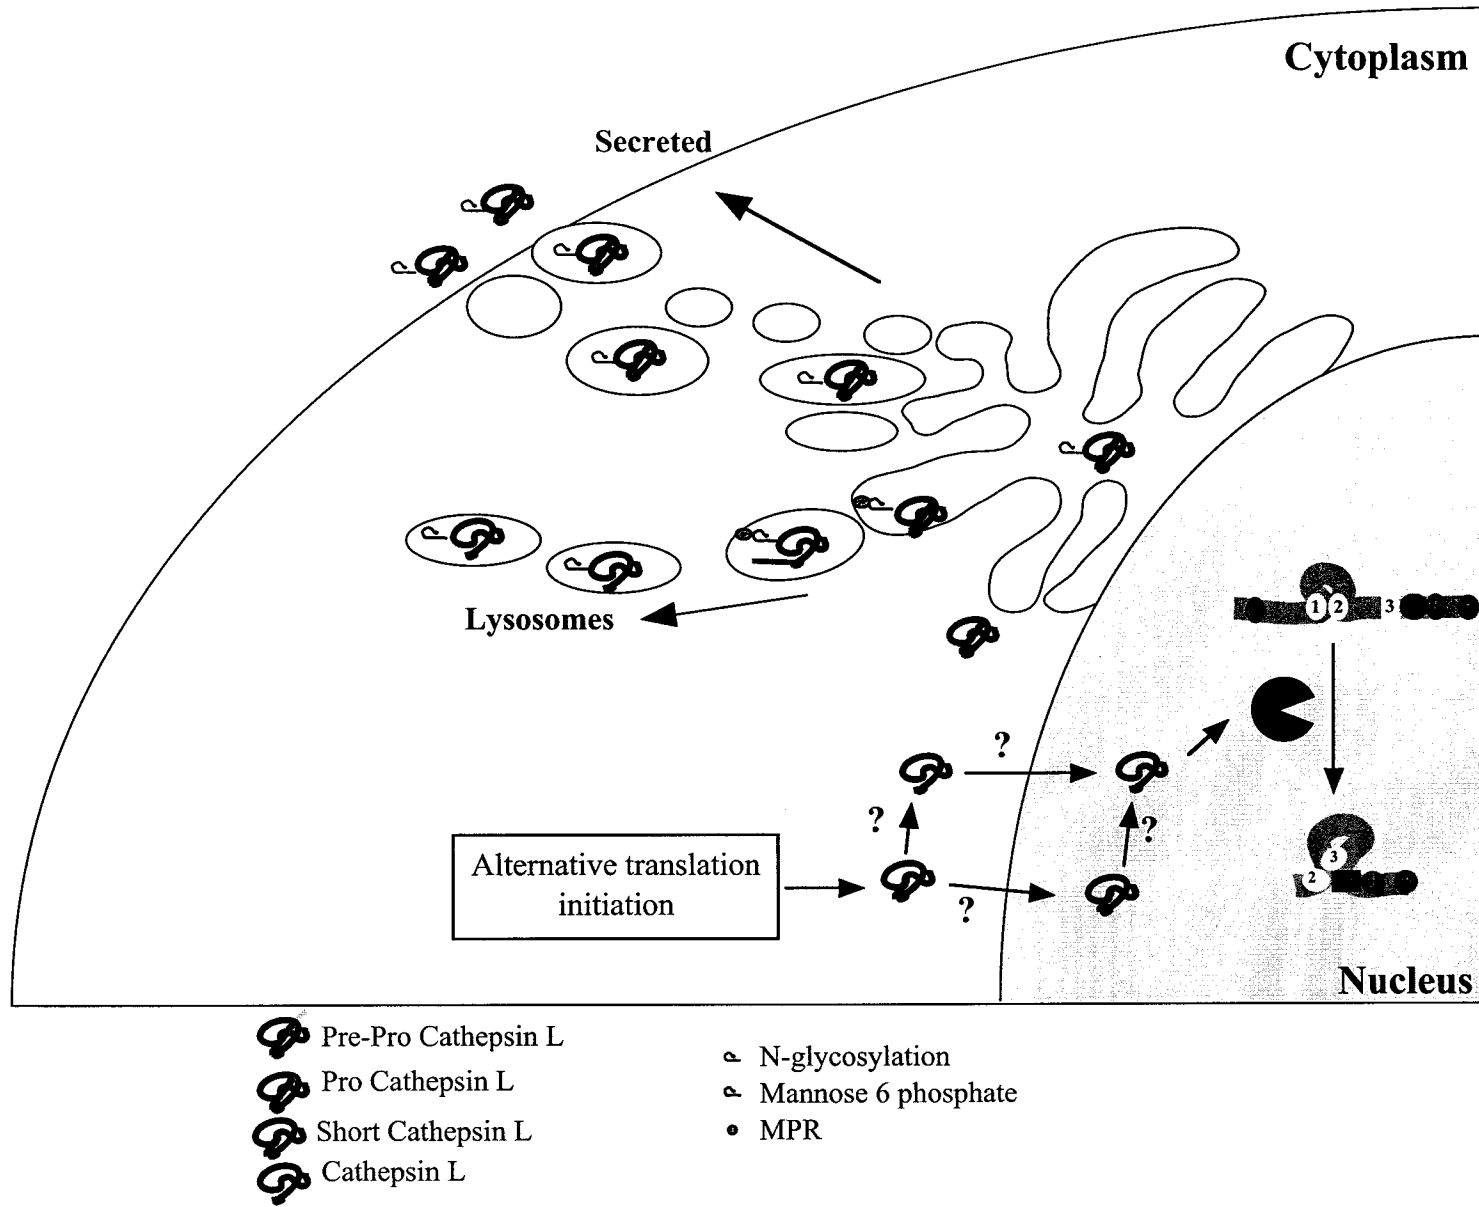 Cytoplasm
Secreted
Lysosomes
1 2 3
?
?
?
?
3
2
Alternative translation
initiation
Nucleus
Pre-Pro Cathepsin L
Pro Cathepsin L
Short Cathepsin L
Cathepsin L
N-glycosylation
Mannose 6 phosphate
MPR